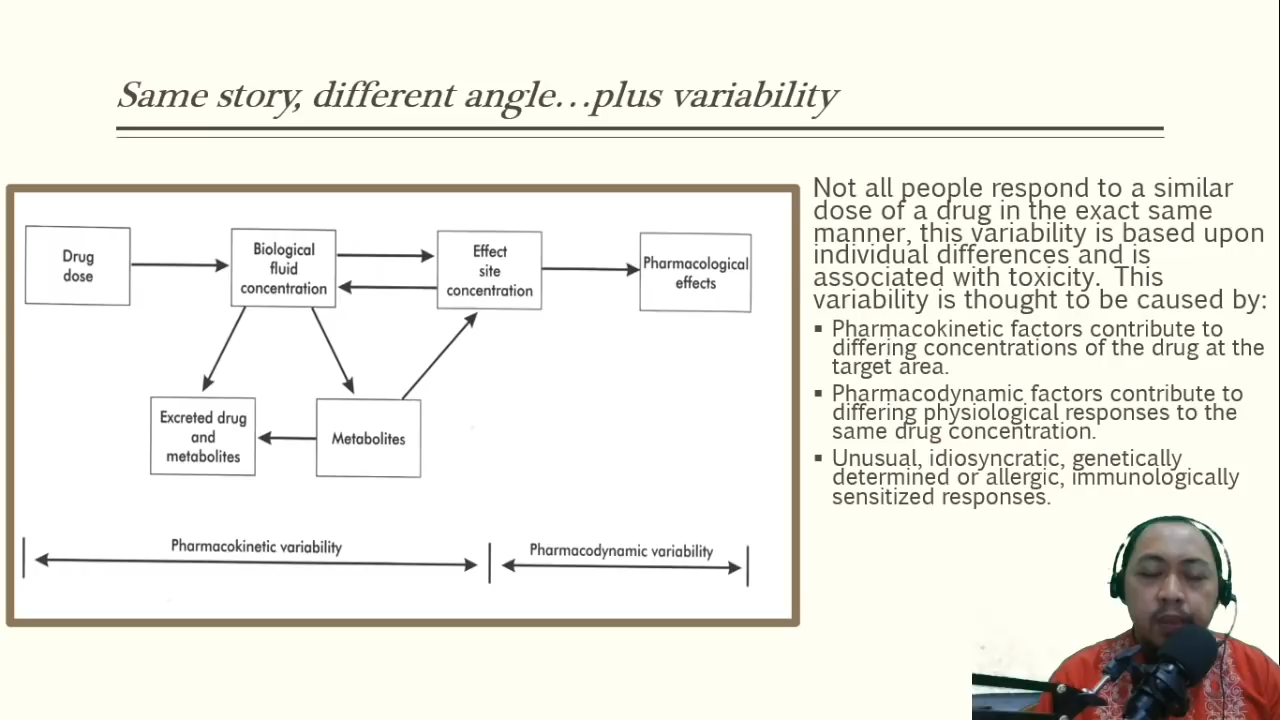 Same story, different angle…plus variability
Drug
dose
Biological
fluid
concentration
Effect
site
concentration
Pharmacological
effects
Excreted drug
and
metabolites
Metabolites
Pharmacokinetic variability
Pharmacodynamic variability
Not all people respond to a similar
dose of a drug in the exact same
manner, this variability is based upon
individual differences and is
associated with toxicity. This
variability is thought to be caused by:
▪ Pharmacokinetic factors contribute to
differing concentrations of the drug at the
target area.
▪ Pharmacodynamic factors contribute to
differing physiological responses to the
same drug concentration.
▪ Unusual, idiosyncratic, genetically
determined or allergic, immunologically
sensitized responses.